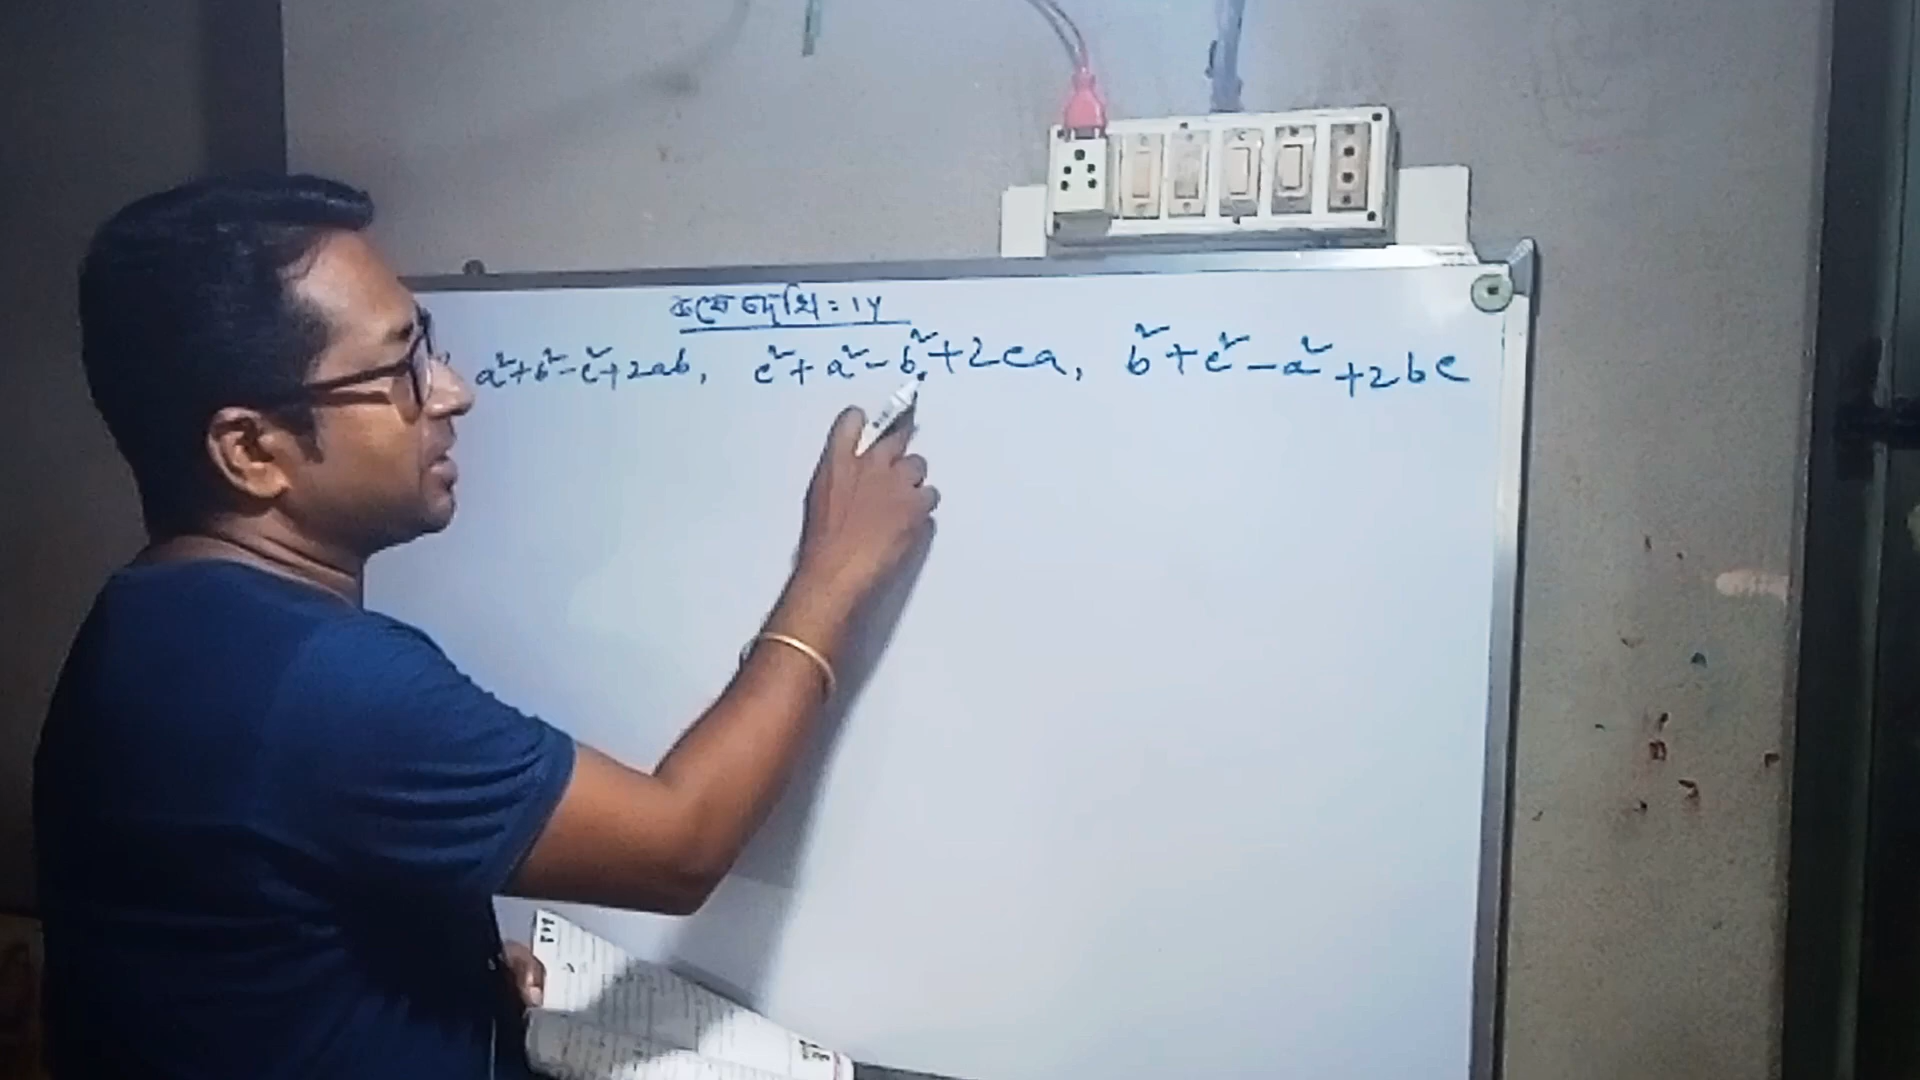 কষে দেখি : 14
a²+b²-c²+2ab, c²+a²-b²+2ca, b²+c²-a²+2bc